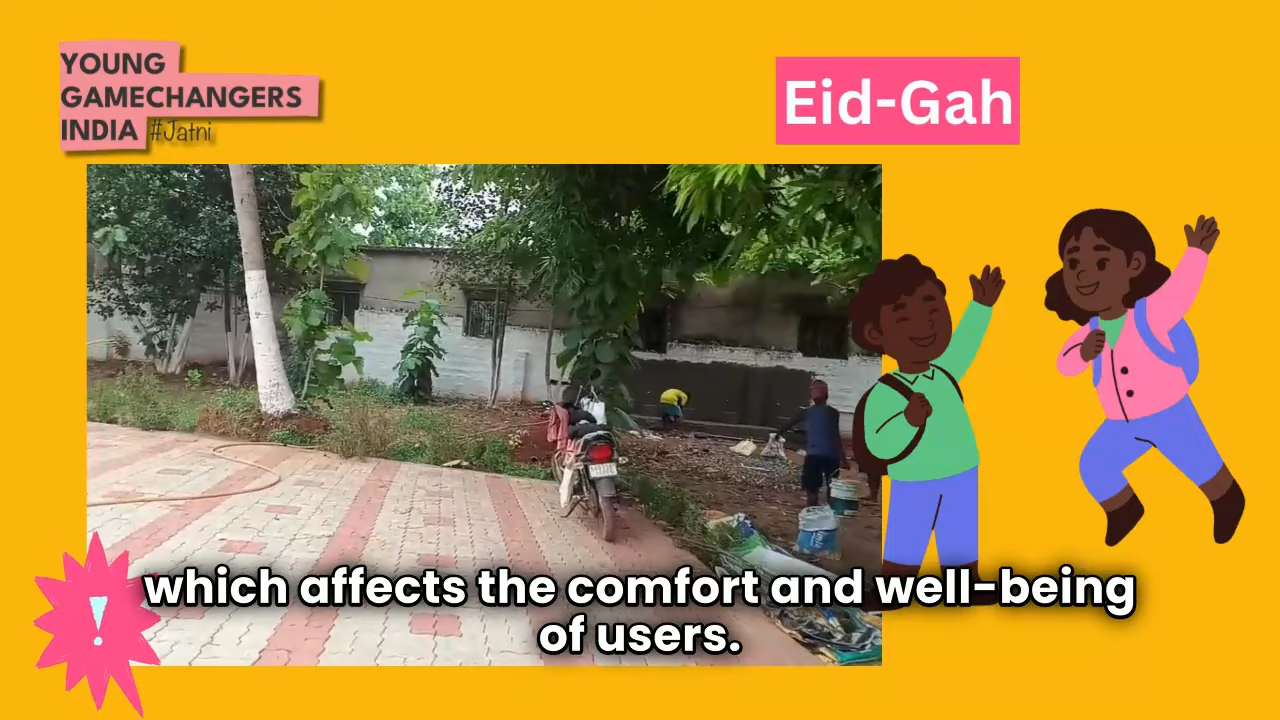 YOUNG
GAMECHANGERS
INDIA #Jatni
Eid-Gah
!
which affects the comfort and well-being
of users.